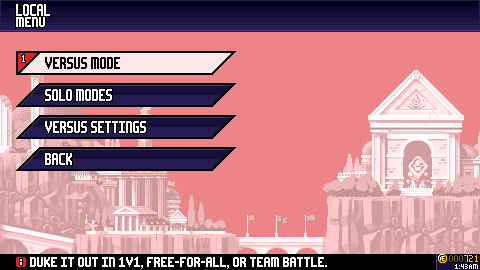 LOCAL
MENU
1
VERSUS MODE
SOLO MODES
VERSUS SETTINGS
BACK
DUKE IT OUT IN 1V1, FREE-FOR-ALL, OR TEAM BATTLE.
000721
1:43AM